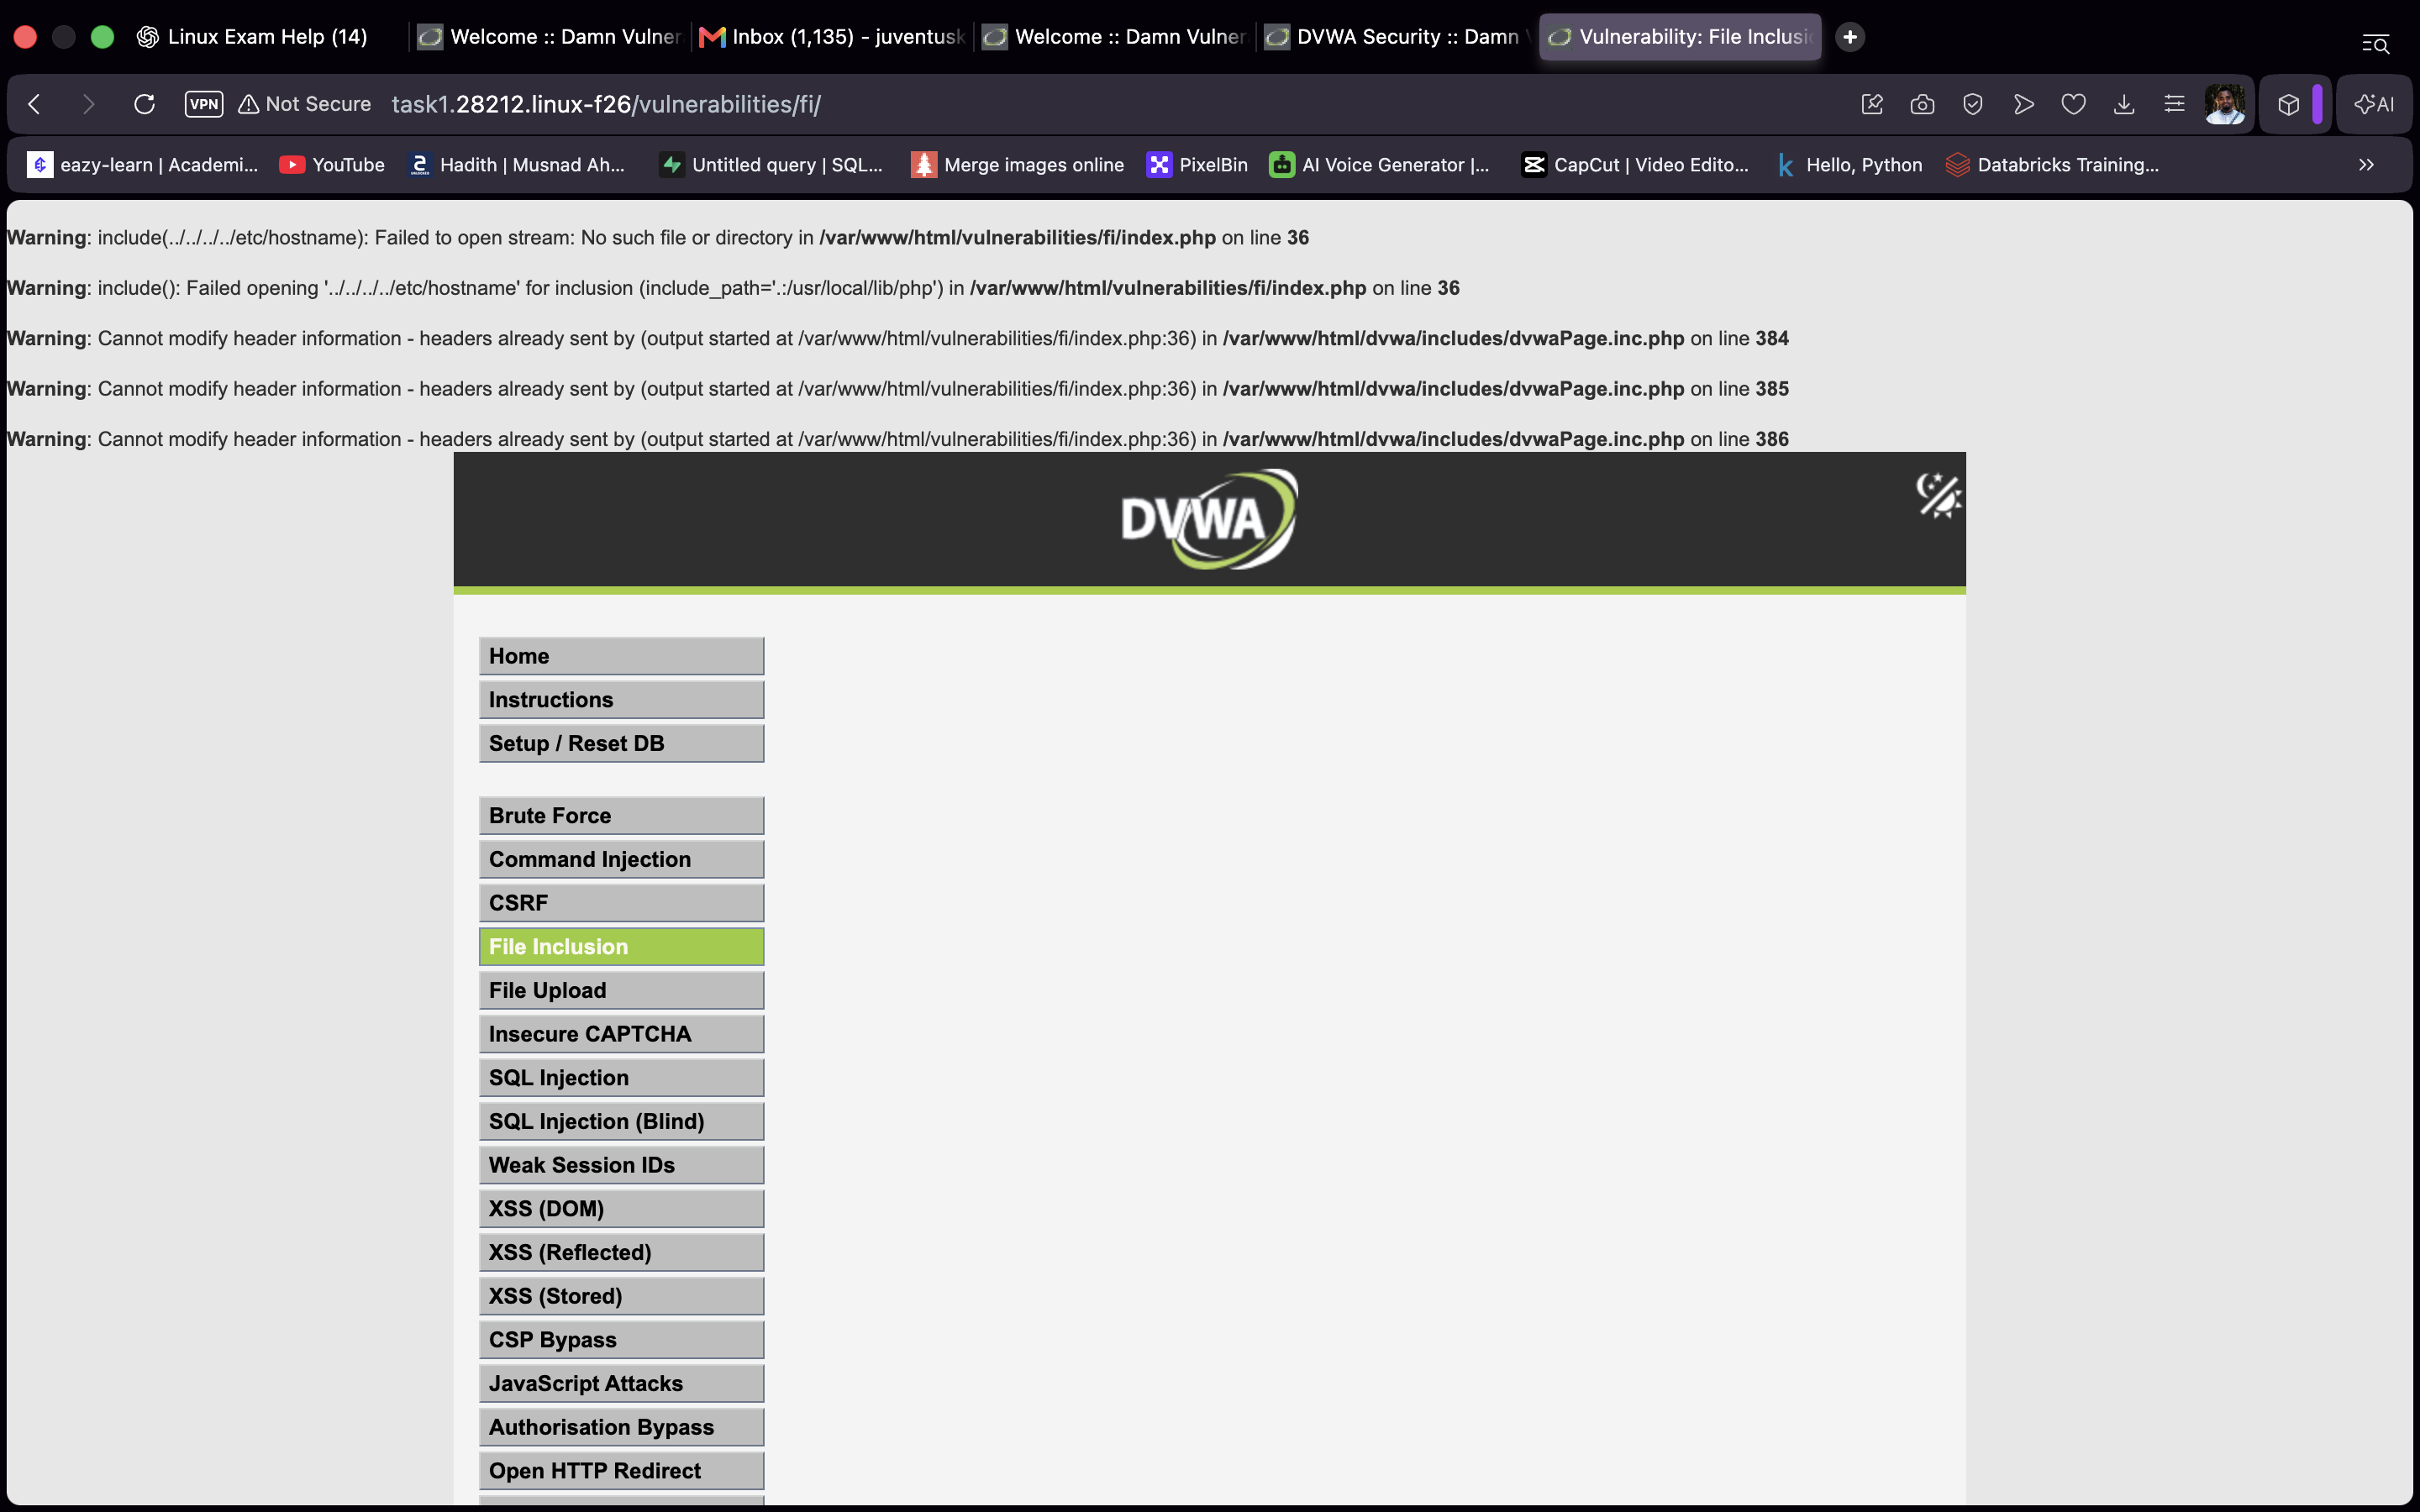 Linux Exam Help (14)
Welcome :: Damn Vulner
Inbox (1,135) - juventusk
Welcome :: Damn Vulner
DVWA Security :: Damn V
Vulnerability: File Inclusi
VPN
Not Secure
task1.28212.linux-f26/vulnerabilities/fi/
AI
eazy-learn | Academi...
YouTube
Hadith | Musnad Ah...
Untitled query | SQL...
Merge images online
PixelBin
AI Voice Generator |...
CapCut | Video Edito...
Hello, Python
Databricks Training...
Warning: include(../../../../etc/hostname): Failed to open stream: No such file or directory in /var/www/html/vulnerabilities/fi/index.php on line 36
Warning: include(): Failed opening '../../../../etc/hostname' for inclusion (include_path='.:/usr/local/lib/php') in /var/www/html/vulnerabilities/fi/index.php on line 36
Warning: Cannot modify header information - headers already sent by (output started at /var/www/html/vulnerabilities/fi/index.php:36) in /var/www/html/dvwa/includes/dvwaPage.inc.php on line 384
Warning: Cannot modify header information - headers already sent by (output started at /var/www/html/vulnerabilities/fi/index.php:36) in /var/www/html/dvwa/includes/dvwaPage.inc.php on line 385
Warning: Cannot modify header information - headers already sent by (output started at /var/www/html/vulnerabilities/fi/index.php:36) in /var/www/html/dvwa/includes/dvwaPage.inc.php on line 386
DVWA
Home
Instructions
Setup / Reset DB
Brute Force
Command Injection
CSRF
File Inclusion
File Upload
Insecure CAPTCHA
SQL Injection
SQL Injection (Blind)
Weak Session IDs
XSS (DOM)
XSS (Reflected)
XSS (Stored)
CSP Bypass
JavaScript Attacks
Authorisation Bypass
Open HTTP Redirect